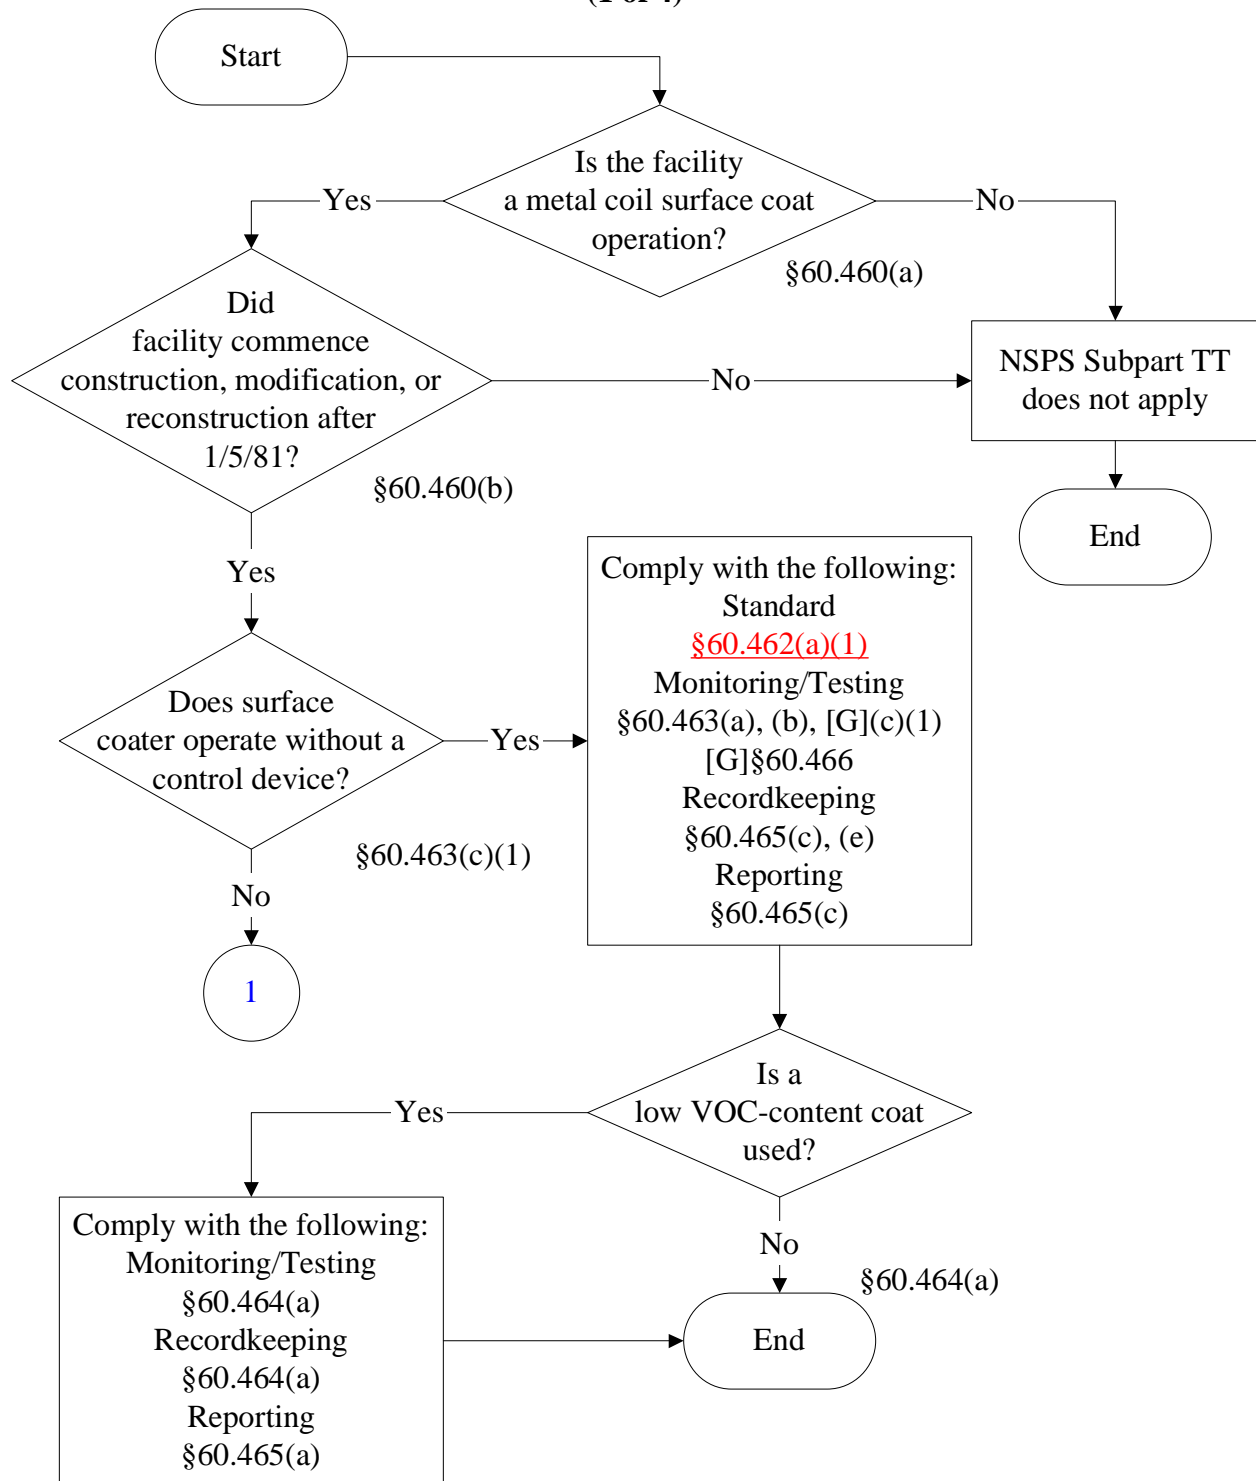 (1 of 4)
Start
Is the facility
a metal coil surface coat
operation?
Yes
No
§60.460(a)
Did
facility commence
construction, modification, or
reconstruction after
1/5/81?
No
NSPS Subpart TT
does not apply
§60.460(b)
End
Yes
Comply with the following:
Standard
§60.462(a)(1)
Monitoring/Testing
§60.463(a), (b), [G](c)(1)
[G]§60.466
Recordkeeping
§60.465(c), (e)
Reporting
§60.465(c)
Does surface
coater operate without a
control device?
Yes
§60.463(c)(1)
No
1
Is a
low VOC-content coat
used?
Yes
No
§60.464(a)
Comply with the following:
Monitoring/Testing
§60.464(a)
Recordkeeping
§60.464(a)
Reporting
§60.465(a)
End